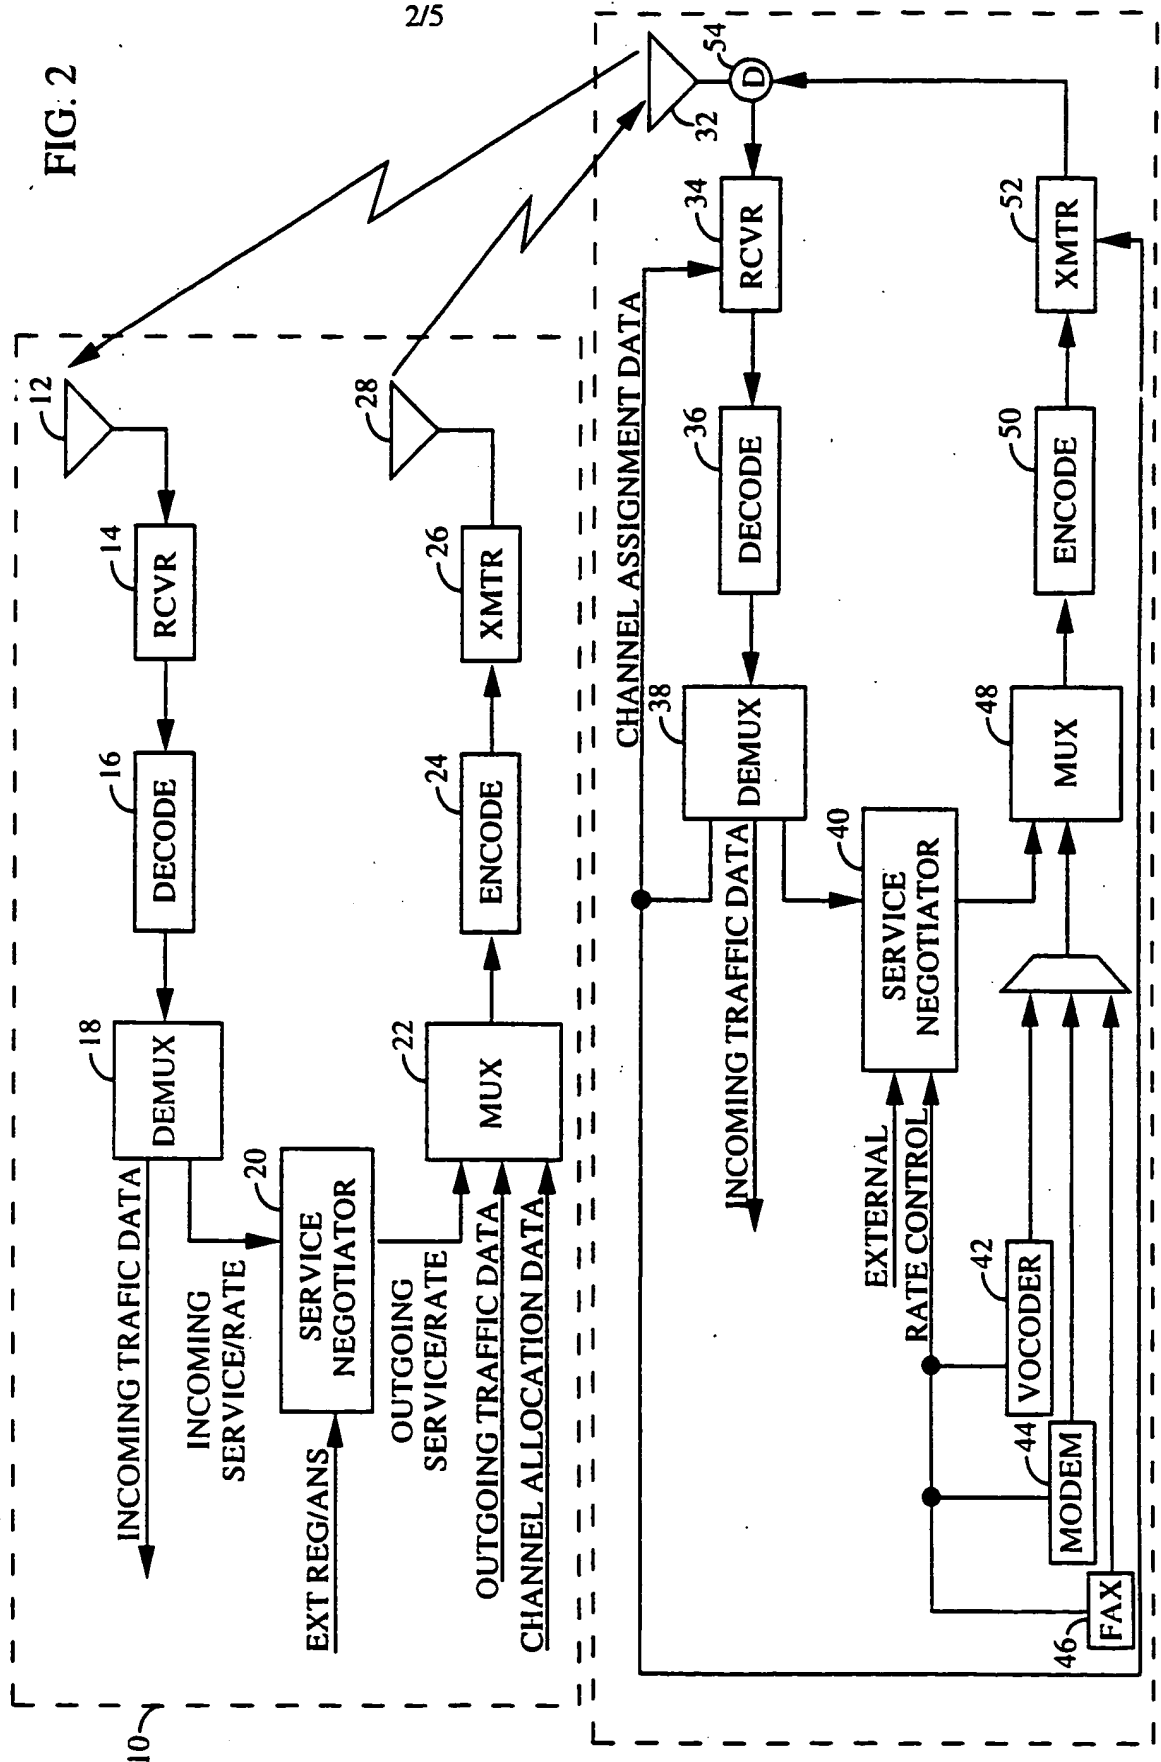 2/5
FIG. 2
12
14
RCVR
16
DECODE
18
DEMUX
INCOMING TRAFIC DATA
INCOMING
SERVICE/RATE
20
SERVICE
NEGOTIATOR
EXT REG/ANS
OUTGOING
SERVICE/RATE
OUTGOING TRAFFIC DATA
CHANNEL ALLOCATION DATA
22
MUX
24
ENCODE
26
XMTR
28
10
32
54
D
34
RCVR
CHANNEL ASSIGNMENT DATA
36
DECODE
38
DEMUX
INCOMING TRAFFIC DATA
40
SERVICE
NEGOTIATOR
EXTERNAL
RATE CONTROL
42
VOCODER
44
MODEM
46
FAX
48
MUX
50
ENCODE
52
XMTR